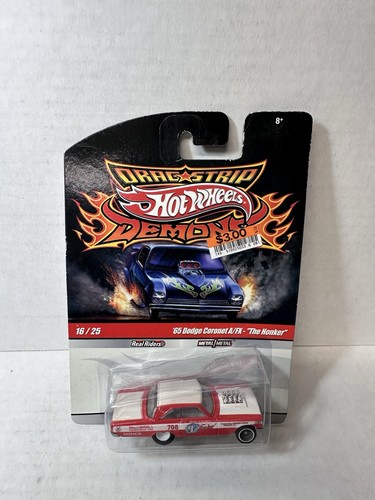 8+
DRAG STRIP
Hot Wheels
DEMONS
$3.00
16 / 25
'65 Dodge Coronet A/FX - "The Honker"
Real Riders
METAL/METAL
708